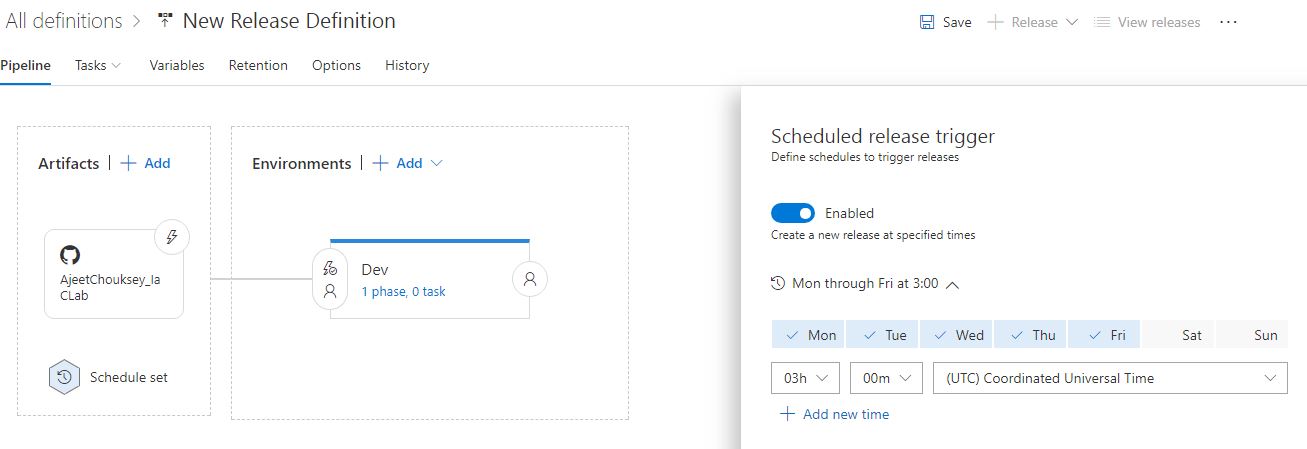 All definitions > New Release Definition
Save + Release View releases ...
Pipeline Tasks Variables Retention Options History
Artifacts | + Add
Environments | + Add
AjeetChouksey_Ia
CLab
Dev
1 phase, 0 task
Schedule set
Scheduled release trigger
Define schedules to trigger releases
Enabled
Create a new release at specified times
Mon through Fri at 3:00
Mon Tue Wed Thu Fri Sat Sun
03h 00m (UTC) Coordinated Universal Time
+ Add new time